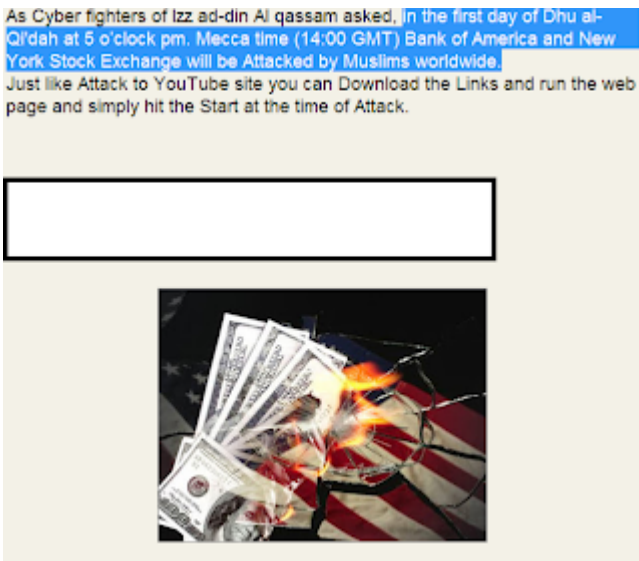 As Cyber fighters of Izz ad-din Al qassam asked, in the first day of Dhu al-
Qi'dah at 5 o'clock pm. Mecca time (14:00 GMT) Bank of America and New
York Stock Exchange will be Attacked by Muslims worldwide.
Just like Attack to YouTube site you can Download the Links and run the web
page and simply hit the Start at the time of Attack.